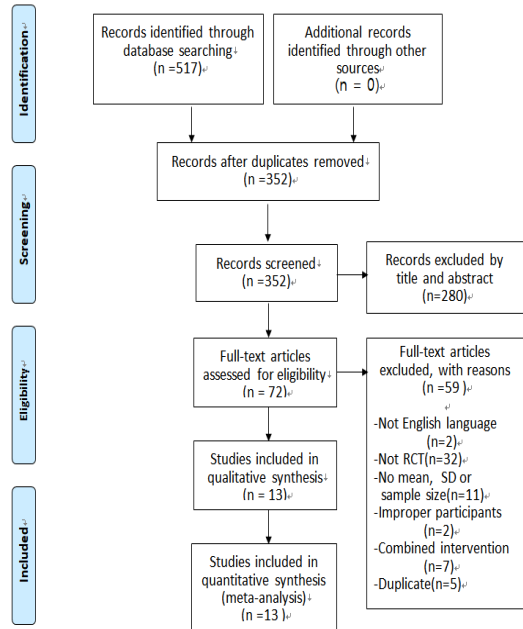 Identification
Records identified through
database searching↓
(n =517)↵
Additional records
identified through other
sources↵
(n = 0)↵
Records after duplicates removed↓
(n =352)↵
Screening↵
Records screened↓
(n =352)↵
Records excluded by
title and abstract
(n=280)↵
Eligibility↵
Full-text articles
assessed for eligibility↓
(n = 72)↵
Full-text articles
excluded, with reasons
(n =59 )↵
↵
-Not English language
(n=2)↵
-Not RCT(n=32)↵
-No mean, SD or
sample size(n=11)↵
-Improper participants
(n=2)↵
-Combined intervention
(n=7)↵
-Duplicate(n=5)↵
Studies included in
qualitative synthesis
↓
(n = 13)↵
Included↵
Studies included in
quantitative synthesis
(meta-analysis)↓
(n =13 )↵